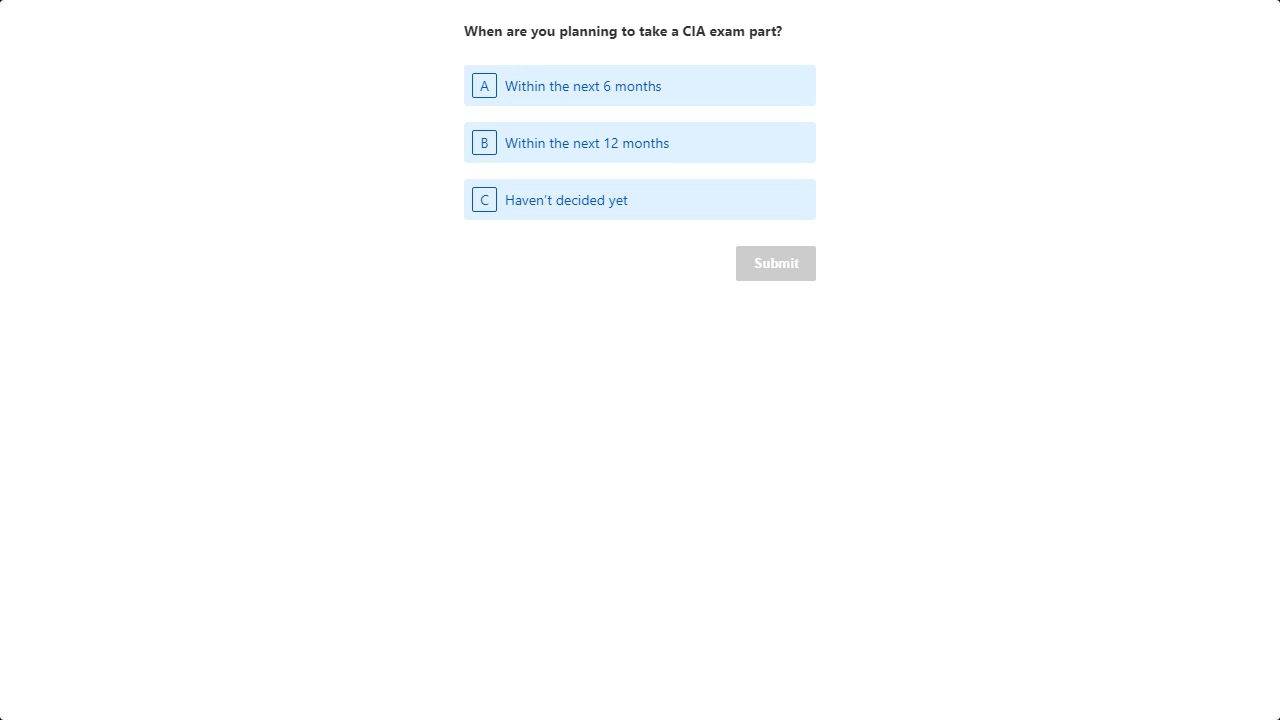 When are you planning to take a CIA exam part?
A Within the next 6 months
B Within the next 12 months
C Haven't decided yet
Submit